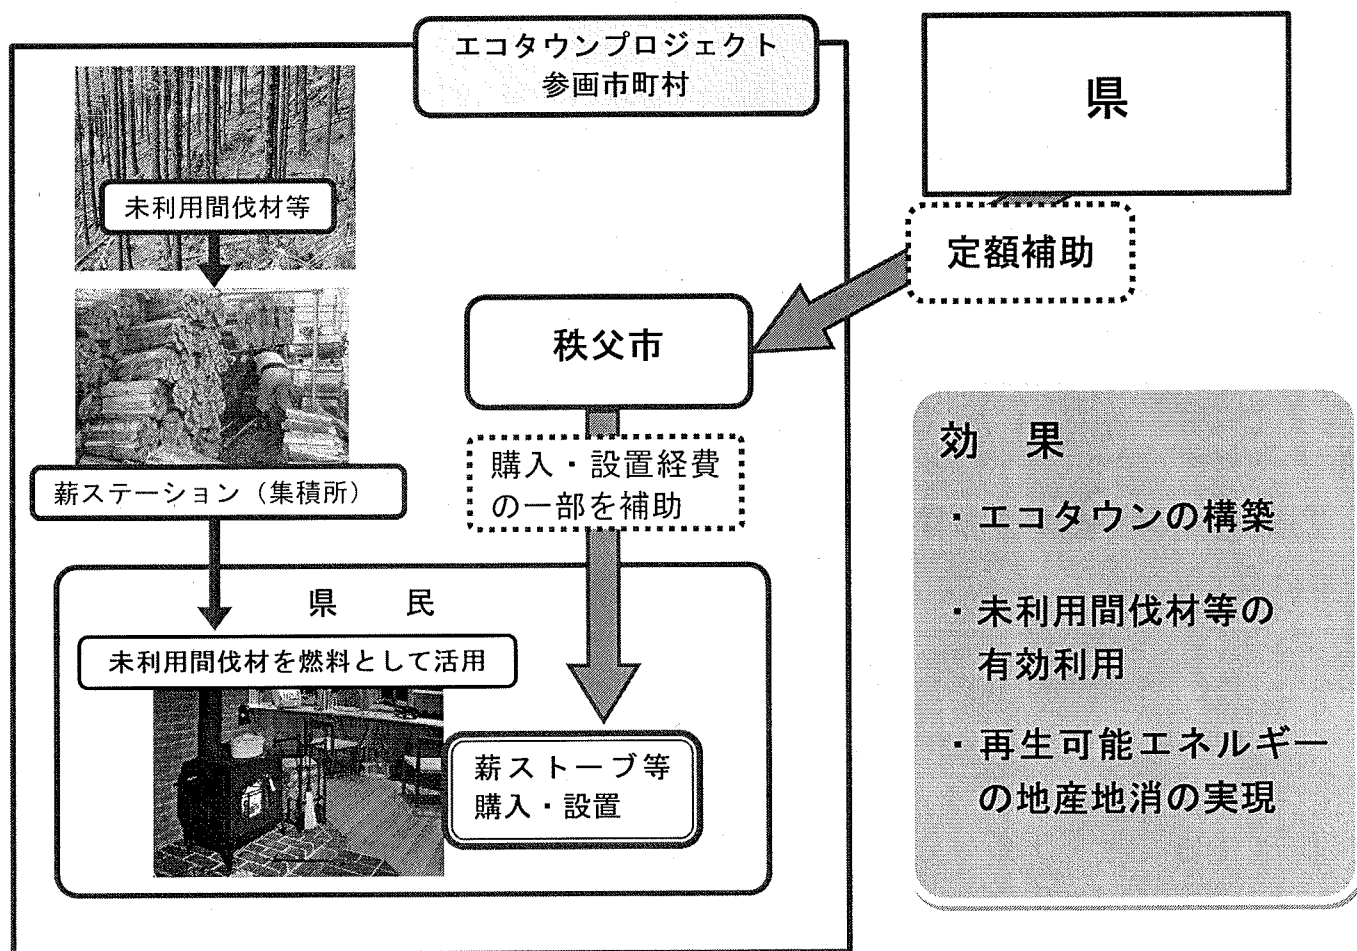 エコタウンプロジェクト
参画市町村
県
未利用間伐材等
定額補助
秩父市
薪ステーション（集積所）
購入・設置経費
の一部を補助
県　民
未利用間伐材を燃料として活用
薪ストーブ等
購入・設置
効　果
・エコタウンの構築
・未利用間伐材等の
有効利用
・再生可能エネルギー
の地産地消の実現